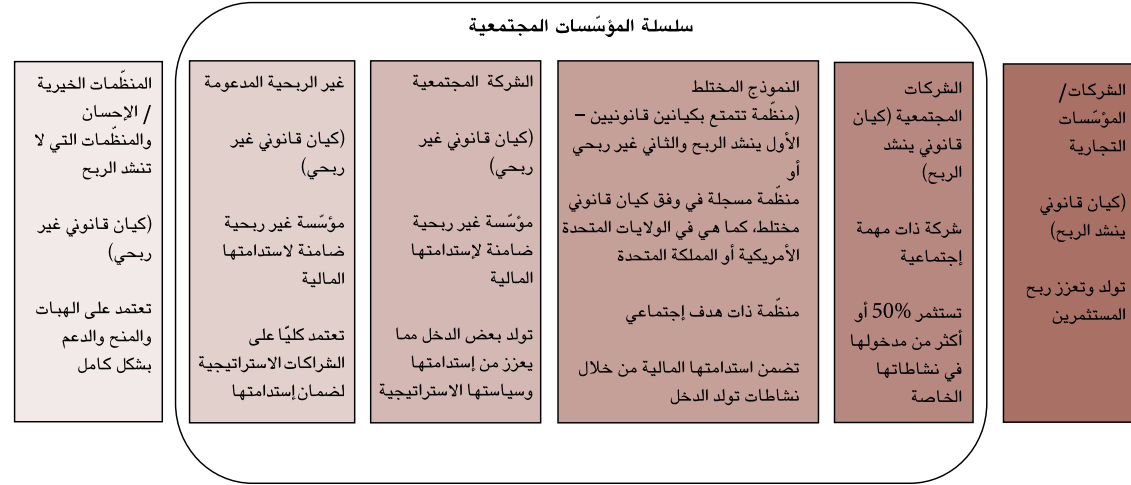 سلسلة المؤسّسات المجتمعية
الشركات/
المؤسّسات
التجارية
(كيان قانوني
ينشد الربح)
تولد وتعزز ربح
المستثمرين
الشركات
المجتمعية (كيان
قانوني ينشد
الربح)
شركة ذات مهمة
إجتماعية
تستثمر 50% أو
أكثر من مدخولها
في نشاطاتها
الخاصة
النموذج المختلط
(منظّمة تتمتع بكيانين قانونيين –
الأول ينشد الربح والثاني غير ربحي
أو
منظّمة مسجلة في وفق كيان قانوني
مختلط، كما هي في الولايات المتحدة
الأمريكية أو المملكة المتحدة
منظّمة ذات هدف إجتماعي
تضمن استدامتها المالية من خلال
نشاطات تولد الدخل
الشركة المجتمعية
(كيان قانوني غير
ربحي)
مؤسّسة غير ربحية
ضامنة لإستدامتها
المالية
تولد بعض الدخل مما
يعزز من إستدامتها
وسياستها الاستراتيجية
غير الربحية المدعومة
(كيان قانوني غير
ربحي)
مؤسّسة غير ربحية
ضامنة لاستدامتها
المالية
تعتمد كليًا على
الشراكات الاستراتيجية
لضمان إستدامتها
المنظّمات الخيرية
/ الإحسان
والمنظّمات التي لا
تنشد الربح
(كيان قانوني غير
ربحي)
تعتمد على الهبات
والمنح والدعم
بشكل كامل